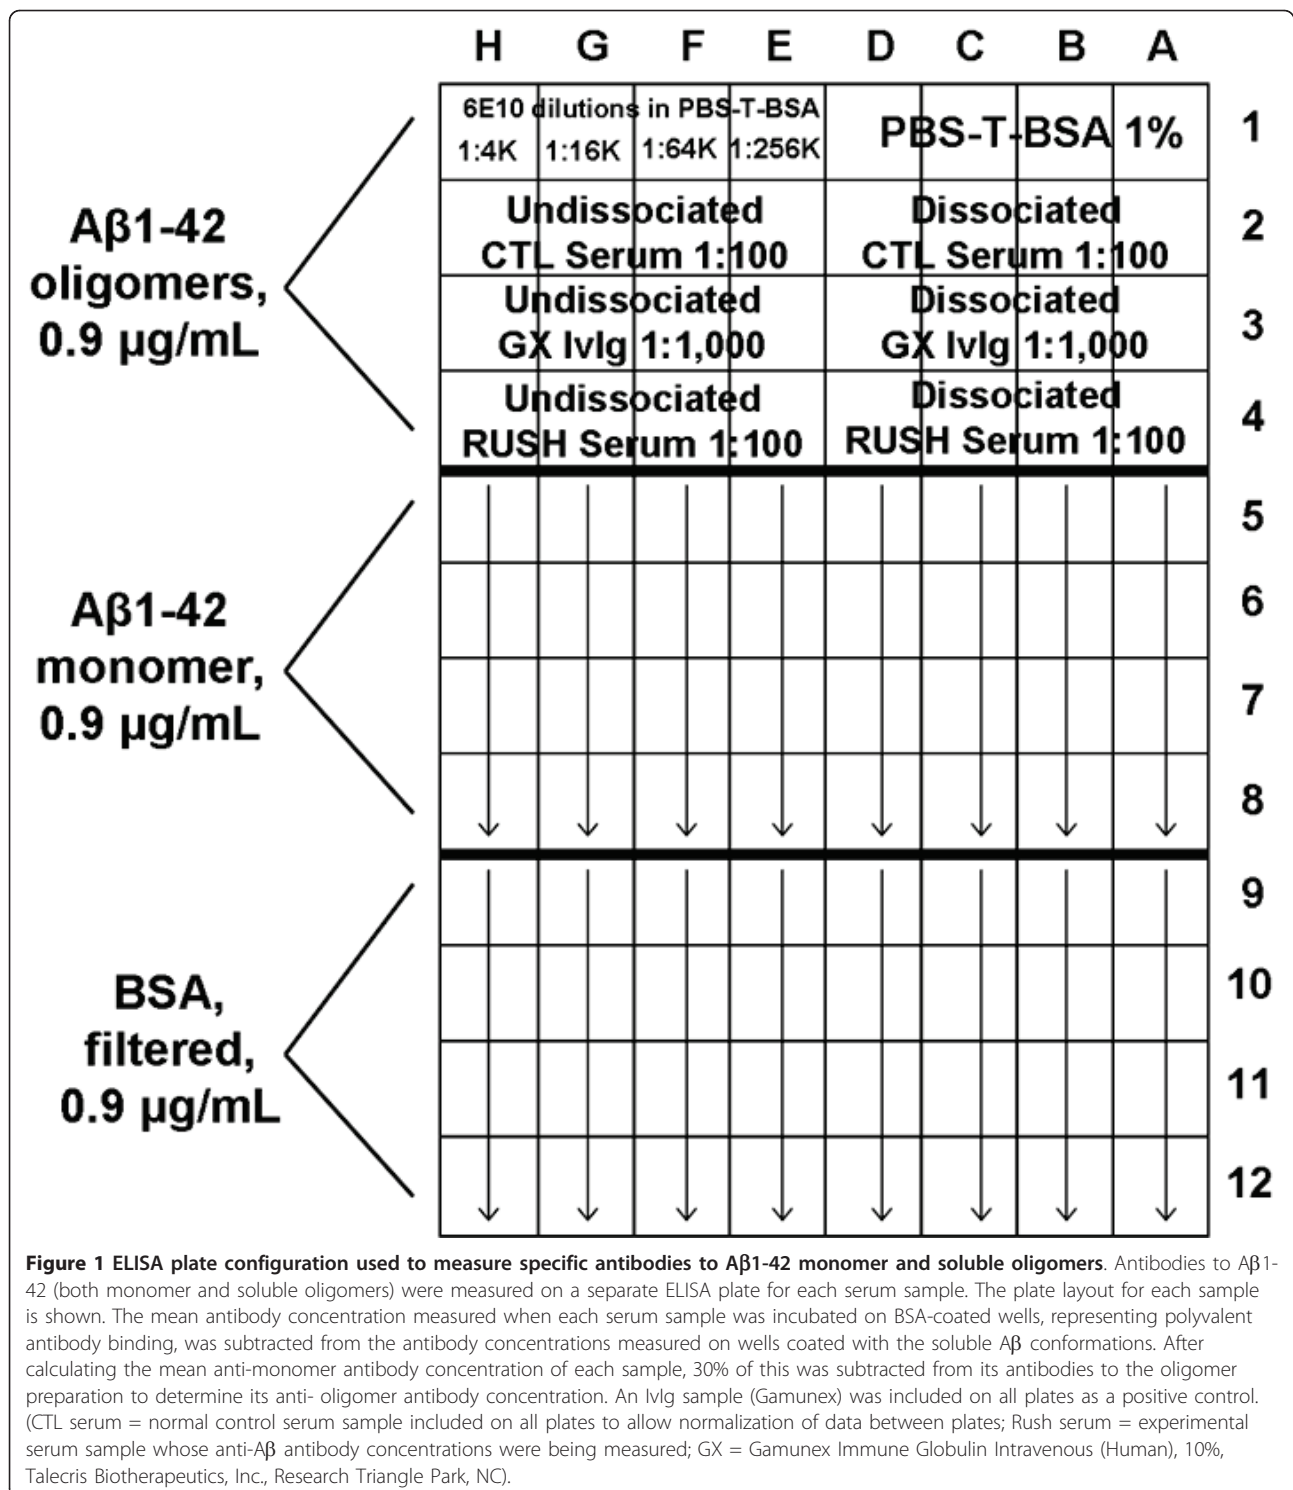 H G F E D C B A
6E10 dilutions in PBS-T-BSA
1:4K 1:16K 1:64K 1:256K
PBS-T-BSA 1%
1
Undissociated
CTL Serum 1:100
Dissociated
CTL Serum 1:100
2
Undissociated
GX IvIg 1:1,000
Dissociated
GX IvIg 1:1,000
3
Undissociated
RUSH Serum 1:100
Dissociated
RUSH Serum 1:100
4
Aβ1-42
oligomers,
0.9 µg/mL
5
6
7
8
Aβ1-42
monomer,
0.9 µg/mL
9
10
11
12
BSA,
filtered,
0.9 µg/mL
Figure 1 ELISA plate configuration used to measure specific antibodies to Aβ1-42 monomer and soluble oligomers. Antibodies to Aβ1-
42 (both monomer and soluble oligomers) were measured on a separate ELISA plate for each serum sample. The plate layout for each sample
is shown. The mean antibody concentration measured when each serum sample was incubated on BSA-coated wells, representing polyvalent
antibody binding, was subtracted from the antibody concentrations measured on wells coated with the soluble Aβ conformations. After
calculating the mean anti-monomer antibody concentration of each sample, 30% of this was subtracted from its antibodies to the oligomer
preparation to determine its anti- oligomer antibody concentration. An IvIg sample (Gamunex) was included on all plates as a positive control.
(CTL serum = normal control serum sample included on all plates to allow normalization of data between plates; Rush serum = experimental
serum sample whose anti-Aβ antibody concentrations were being measured; GX = Gamunex Immune Globulin Intravenous (Human), 10%,
Talecris Biotherapeutics, Inc., Research Triangle Park, NC).